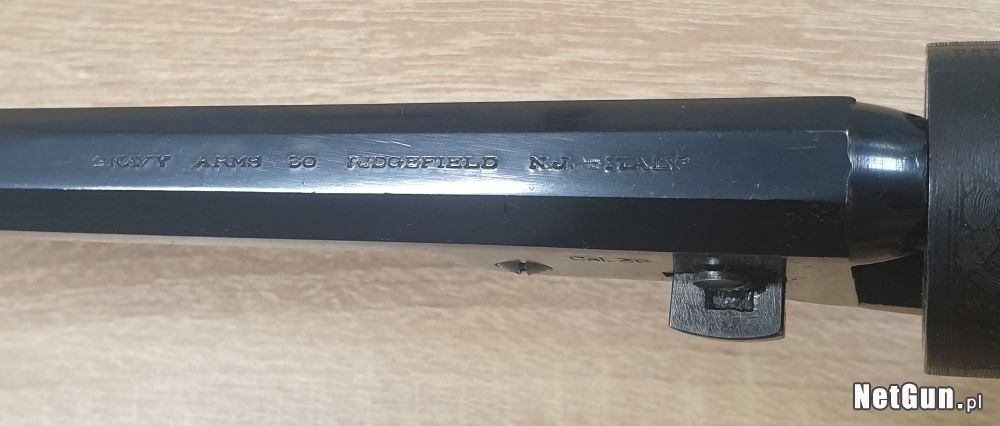 NAVY ARMS CO RIDGEFIELD N.J. - ITALY
Cal. 36
NetGun.pl